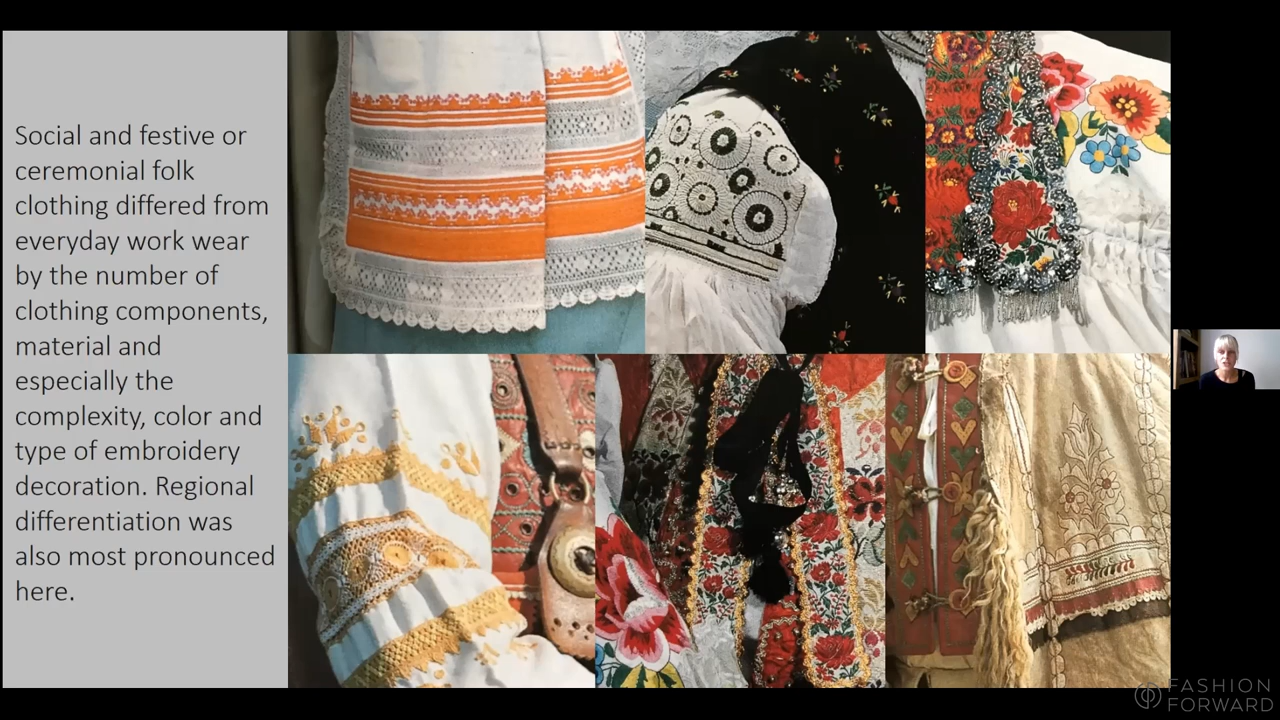 Social and festive or
ceremonial folk
clothing differed from
everyday work wear
by the number of
clothing components,
material and
especially the
complexity, color and
type of embroidery
decoration. Regional
differentiation was
also most pronounced
here.
FASHION
FORWARD